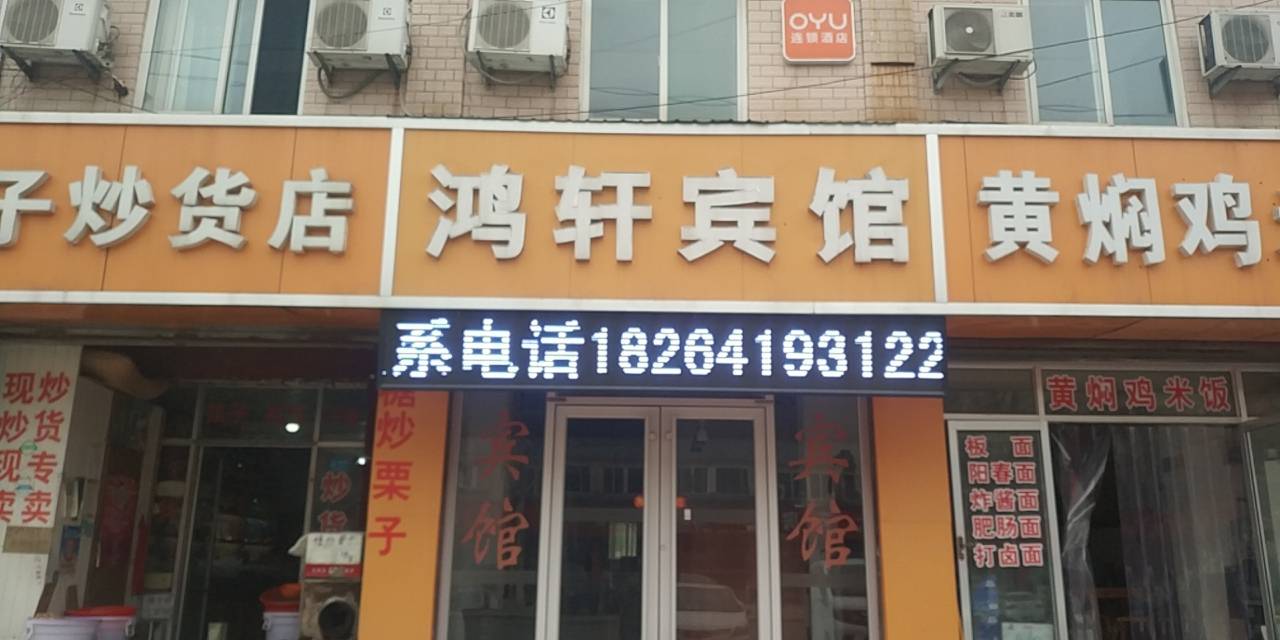 OYU
连锁酒店
子炒货店
鸿轩宾馆
黄焖鸡
系电话18264193122
现炒
炒货
现专
卖卖
糖炒栗子
炒货
宾馆
宾馆
黄焖鸡米饭
板面
阳春面
炸酱面
肥肠面
打卤面